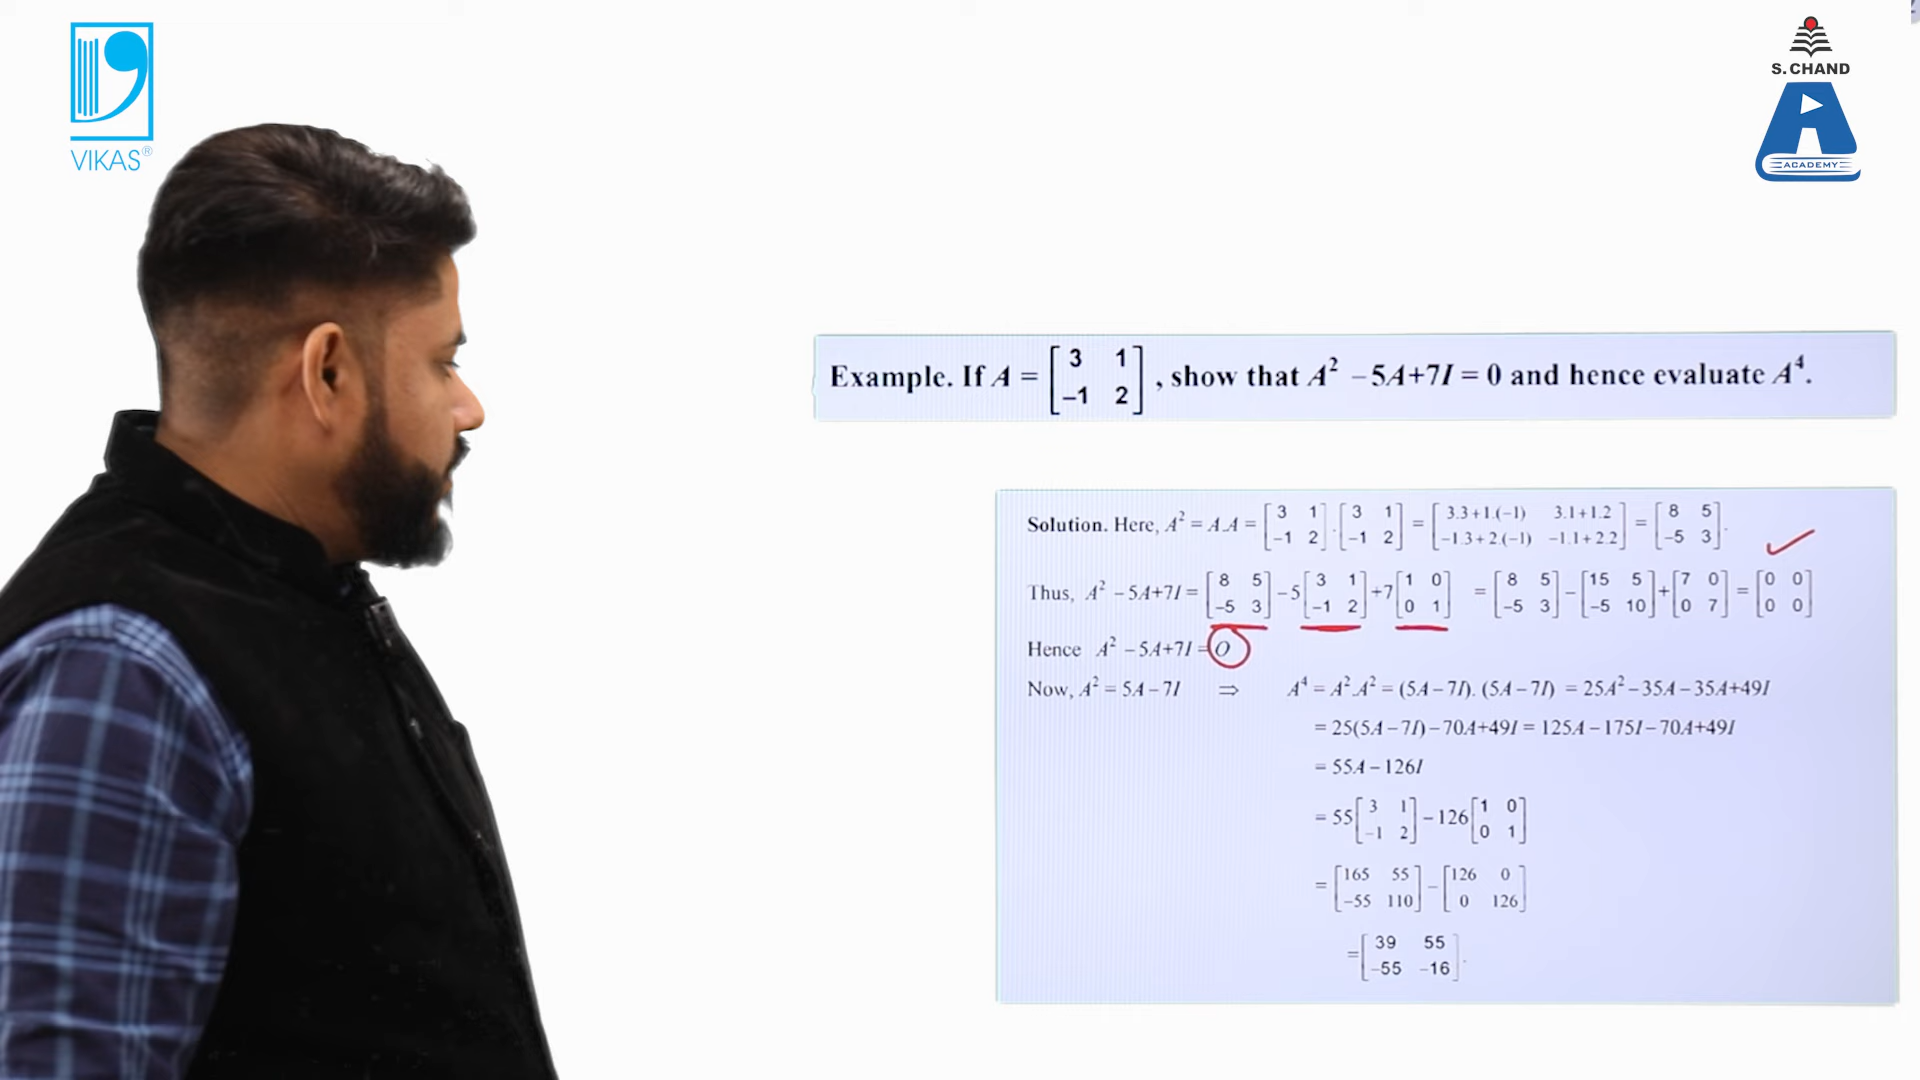 VIKAS®
S. CHAND
ACADEMY
Example. If A = [3 1; −1 2], show that A² − 5A+7I = 0 and hence evaluate A⁴.
Solution. Here, A² = A.A = [3 1; −1 2].[3 1; −1 2] = [3.3+1.(−1) 3.1+1.2; −1.3+2.(−1) −1.1+2.2] = [8 5; −5 3].
Thus, A² − 5A+7I = [8 5; −5 3] −5[3 1; −1 2] +7[1 0; 0 1] = [8 5; −5 3] − [15 5; −5 10] + [7 0; 0 7] = [0 0; 0 0]
Hence A² − 5A+7I = O
Now, A² = 5A − 7I ⇒ A⁴ = A².A² = (5A − 7I). (5A − 7I) = 25A² − 35A − 35A+49I
= 25(5A − 7I) − 70A+49I = 125A − 175I − 70A+49I
= 55A − 126I
= 55[3 1; −1 2] − 126[1 0; 0 1]
= [165 55; −55 110] − [126 0; 0 126]
= [39 55; −55 −16].